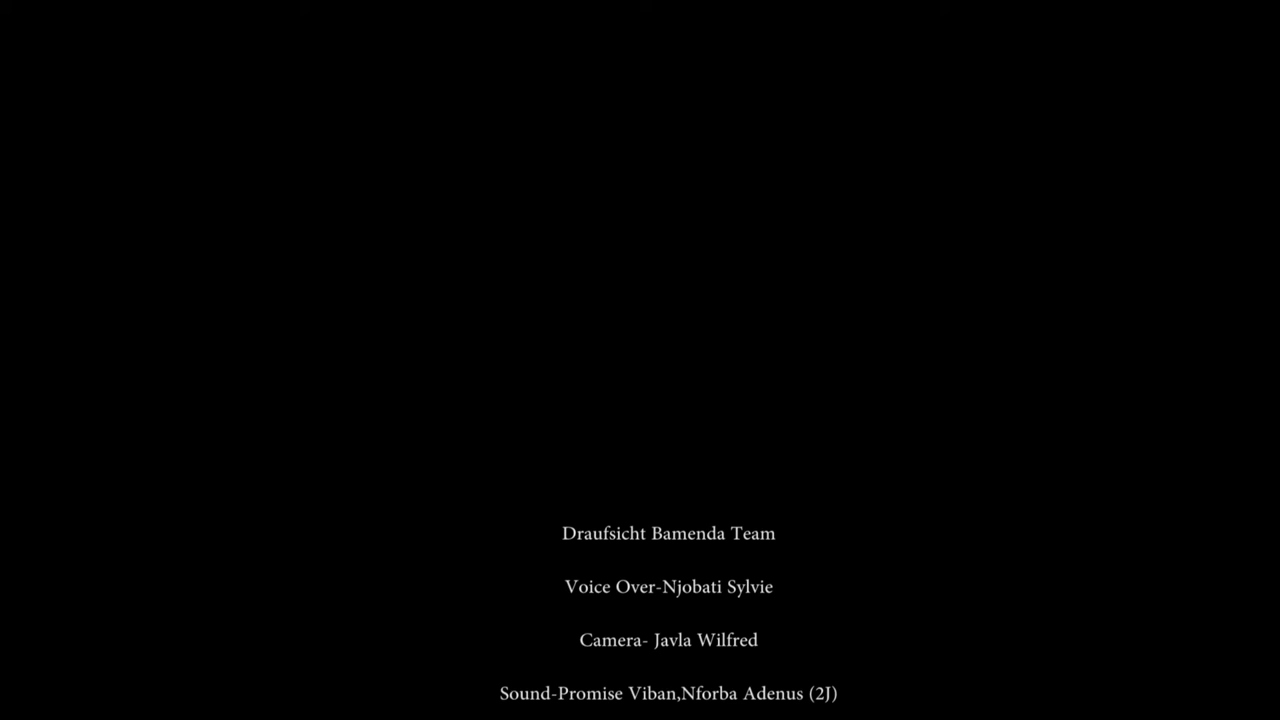 Draufsicht Bamenda Team
Voice Over-Njobati Sylvie
Camera- Javla Wilfred
Sound-Promise Viban,Nforba Adenus (2J)